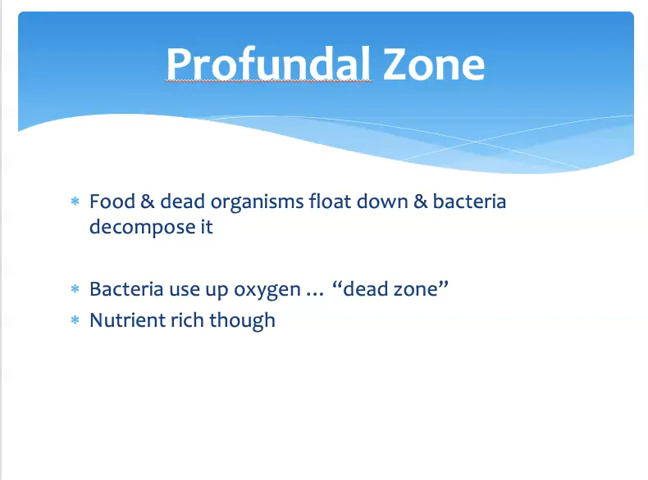 Profundal Zone
* Food & dead organisms float down & bacteria
decompose it
* Bacteria use up oxygen … “dead zone”
* Nutrient rich though